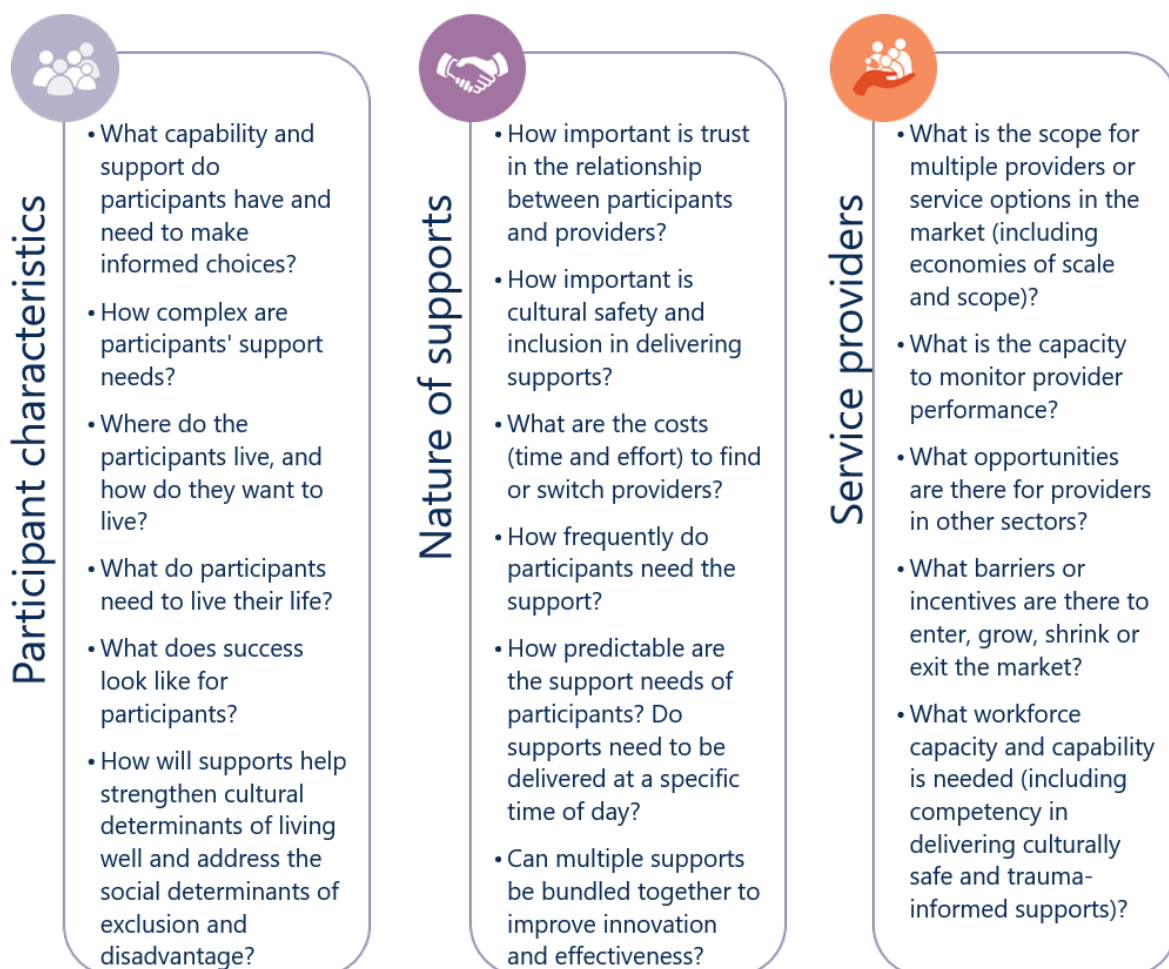 Participant characteristics
• What capability and
support do
participants have and
need to make
informed choices?
• How complex are
participants' support
needs?
• Where do the
participants live, and
how do they want to
live?
• What do participants
need to live their life?
• What does success
look like for
participants?
• How will supports help
strengthen cultural
determinants of living
well and address the
social determinants of
exclusion and
disadvantage?
Nature of supports
• How important is trust
in the relationship
between participants
and providers?
• How important is
cultural safety and
inclusion in delivering
supports?
• What are the costs
(time and effort) to find
or switch providers?
• How frequently do
participants need the
support?
• How predictable are
the support needs of
participants? Do
supports need to be
delivered at a specific
time of day?
• Can multiple supports
be bundled together to
improve innovation
and effectiveness?
Service providers
• What is the scope for
multiple providers or
service options in the
market (including
economies of scale
and scope)?
• What is the capacity
to monitor provider
performance?
• What opportunities
are there for providers
in other sectors?
• What barriers or
incentives are there to
enter, grow, shrink or
exit the market?
• What workforce
capacity and capability
is needed (including
competency in
delivering culturally
safe and trauma-
informed supports)?